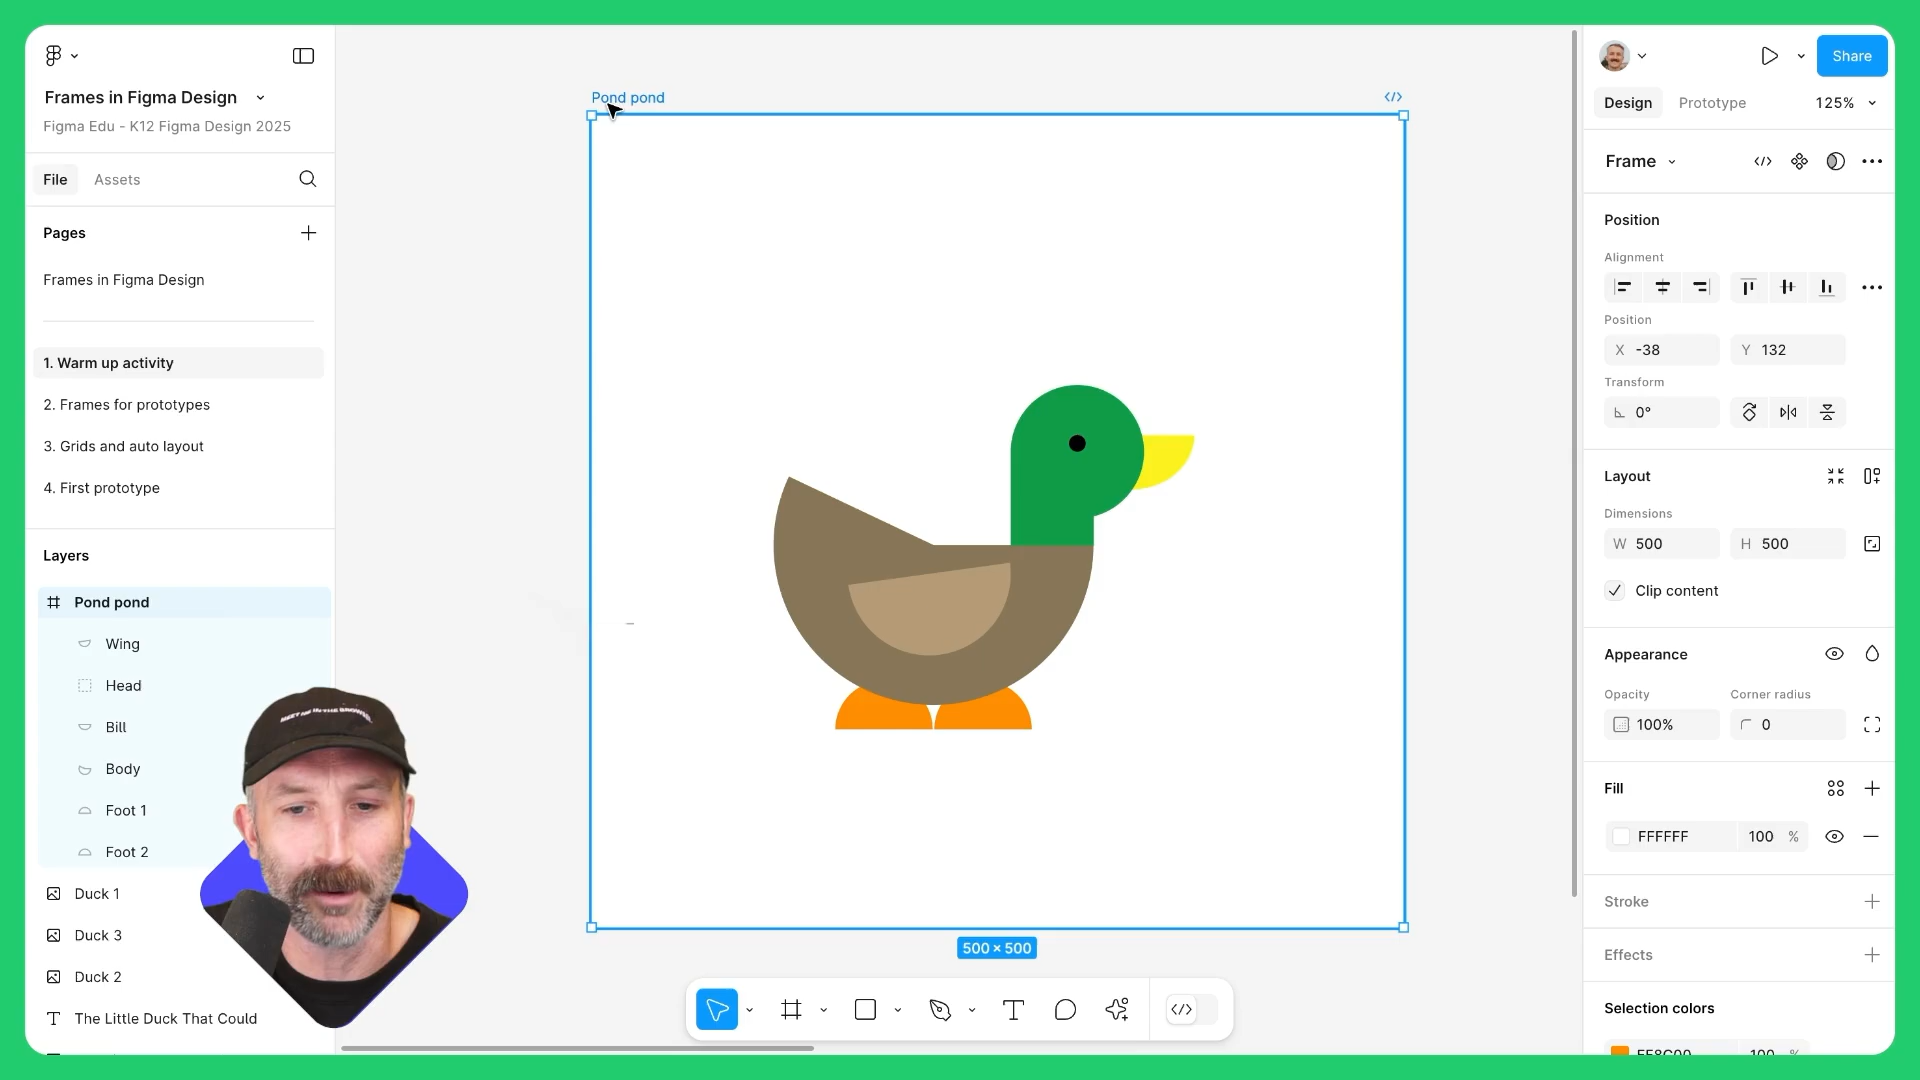 Frames in Figma Design
Figma Edu - K12 Figma Design 2025
File
Assets
Pages
Frames in Figma Design
1. Warm up activity
2. Frames for prototypes
3. Grids and auto layout
4. First prototype
Layers
Pond pond
Wing
Head
Bill
Body
Foot 1
Foot 2
Duck 1
Duck 3
Duck 2
The Little Duck That Could
Pond pond
500 × 500
Share
Design
Prototype
125%
Frame
Position
Alignment
Position
X -38
Y 132
Transform
0°
Layout
Dimensions
W 500
H 500
Clip content
Appearance
Opacity
Corner radius
100%
0
Fill
FFFFFF 100 %
Stroke
Effects
Selection colors
FF8C00 100 %